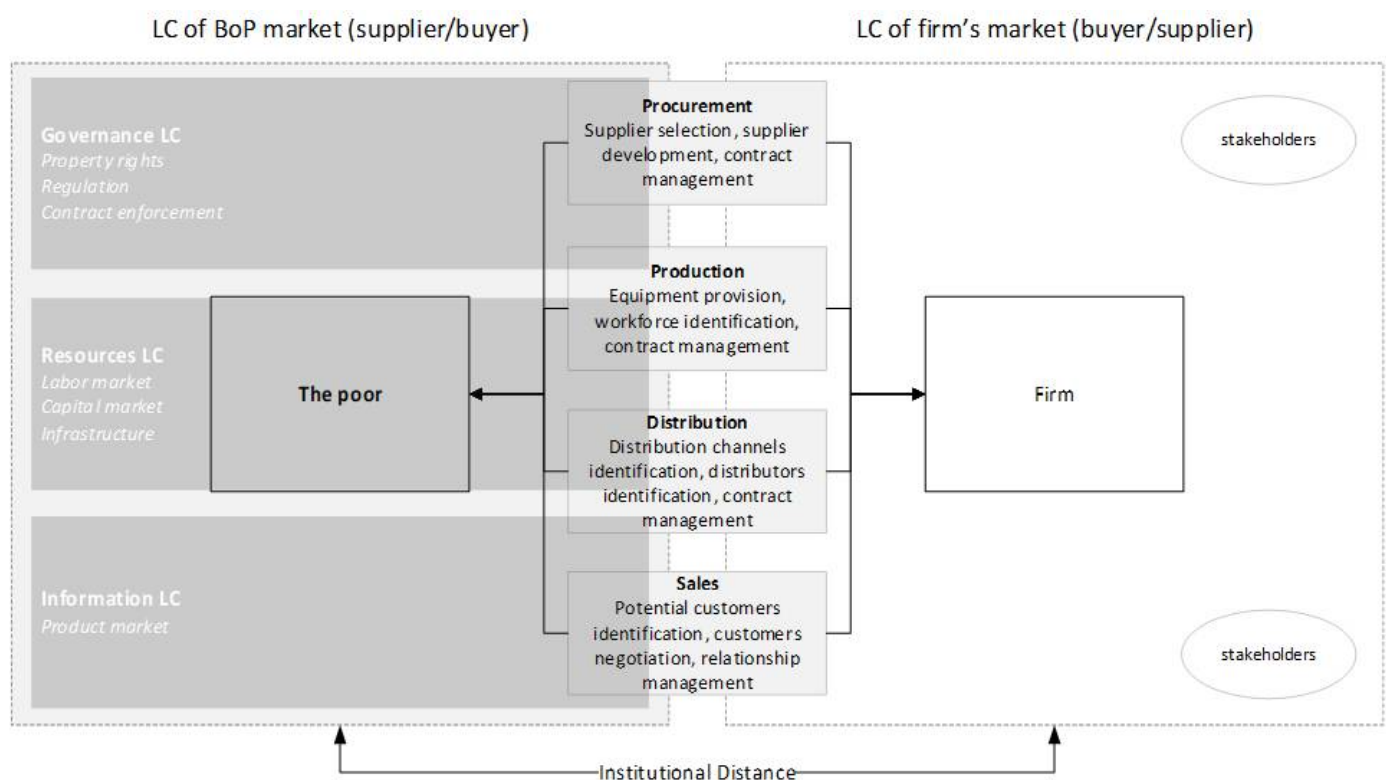 LC of BoP market (supplier/buyer)
LC of firm's market (buyer/supplier)
Governance LC
Property rights
Regulation
Contract enforcement
Resources LC
Labor market
Capital market
Infrastructure
The poor
Information LC
Product market
Procurement
Supplier selection, supplier
development, contract
management
Production
Equipment provision,
workforce identification,
contract management
Distribution
Distribution channels
identification, distributors
identification, contract
management
Sales
Potential customers
identification, customers
negotiation, relationship
management
stakeholders
Firm
stakeholders
Institutional Distance